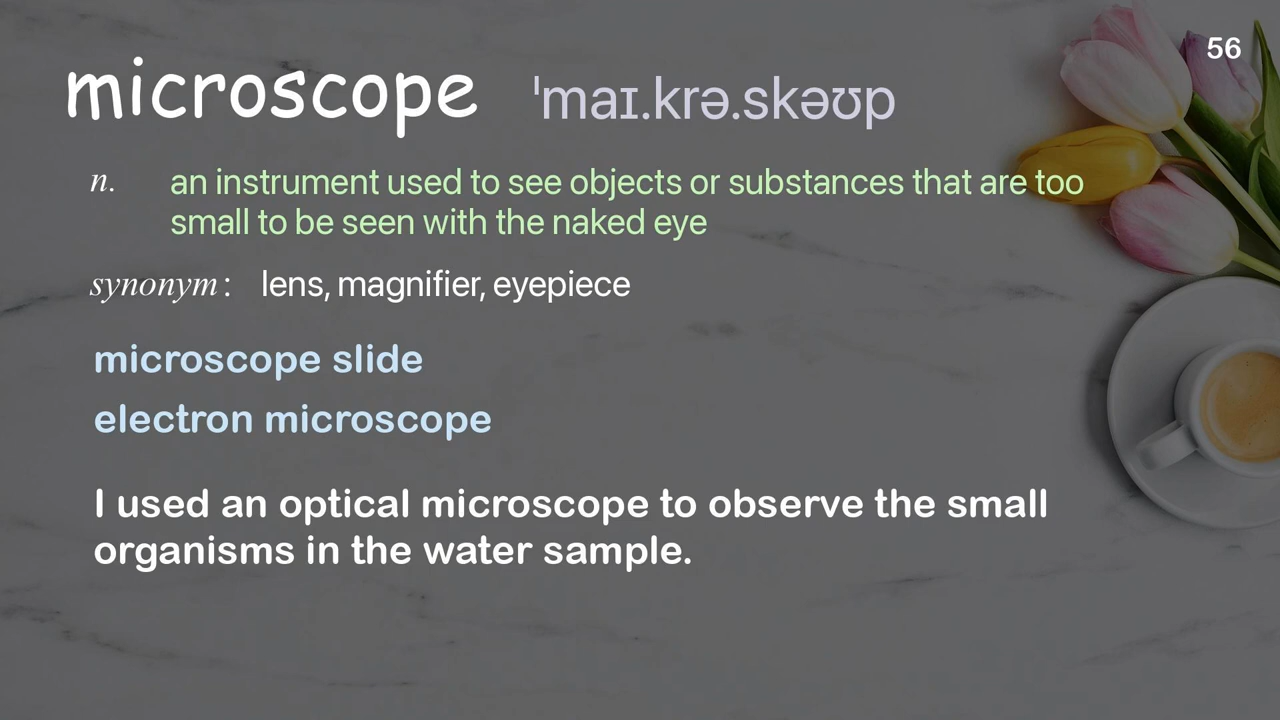 56
microscope ˈmaɪ.krə.skəʊp
n. an instrument used to see objects or substances that are too
small to be seen with the naked eye
synonym: lens, magnifier, eyepiece
microscope slide
electron microscope
I used an optical microscope to observe the small
organisms in the water sample.